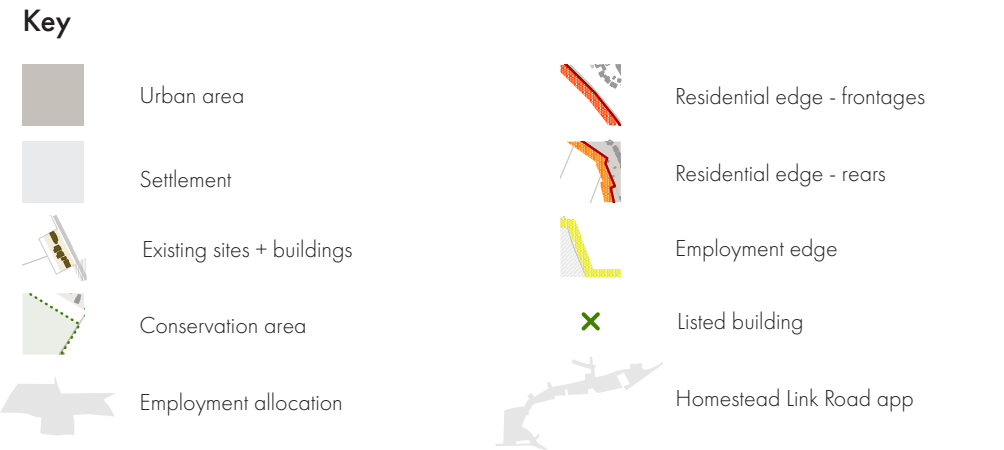 Key
Urban area
Settlement
Existing sites + buildings
Conservation area
Employment allocation
Residential edge - frontages
Residential edge - rears
Employment edge
Listed building
Homestead Link Road app